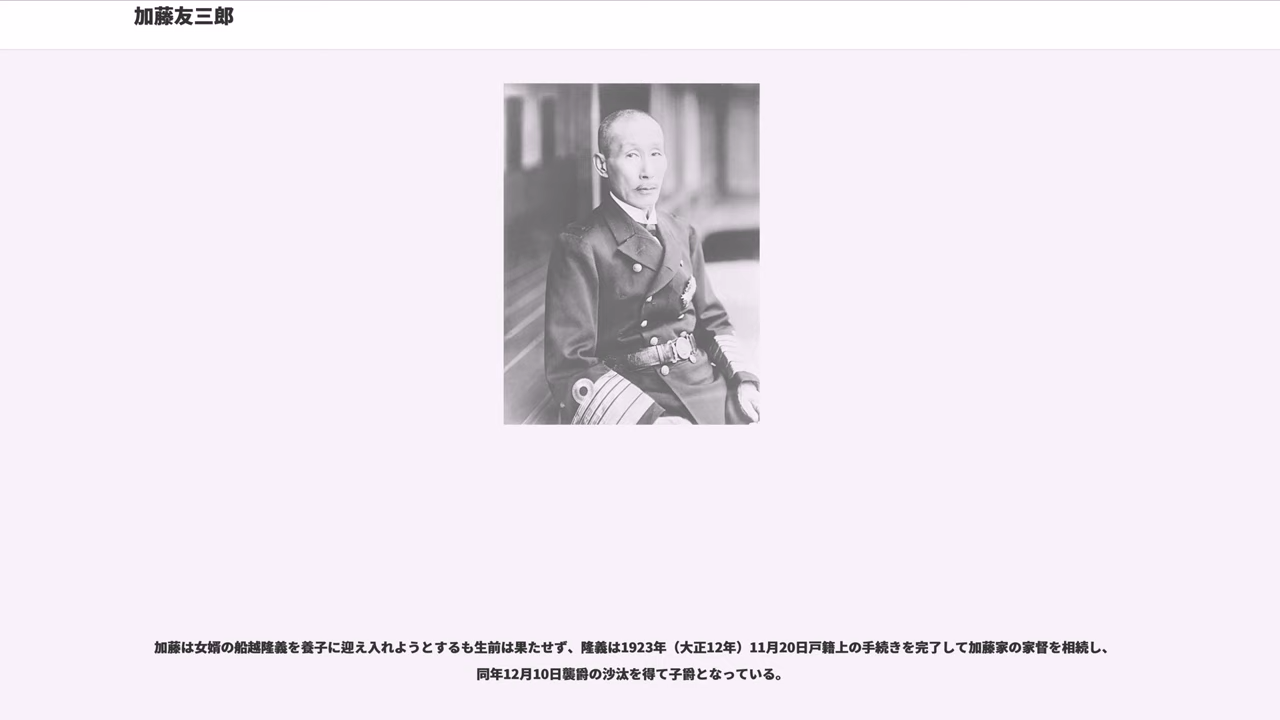 加藤友三郎
加藤は女婿の船越隆義を養子に迎え入れようとするも生前は果たせず、隆義は1923年（大正12年）11月20日戸籍上の手続きを完了して加藤家の家督を相続し、
同年12月10日襲爵の沙汰を得て子爵となっている。